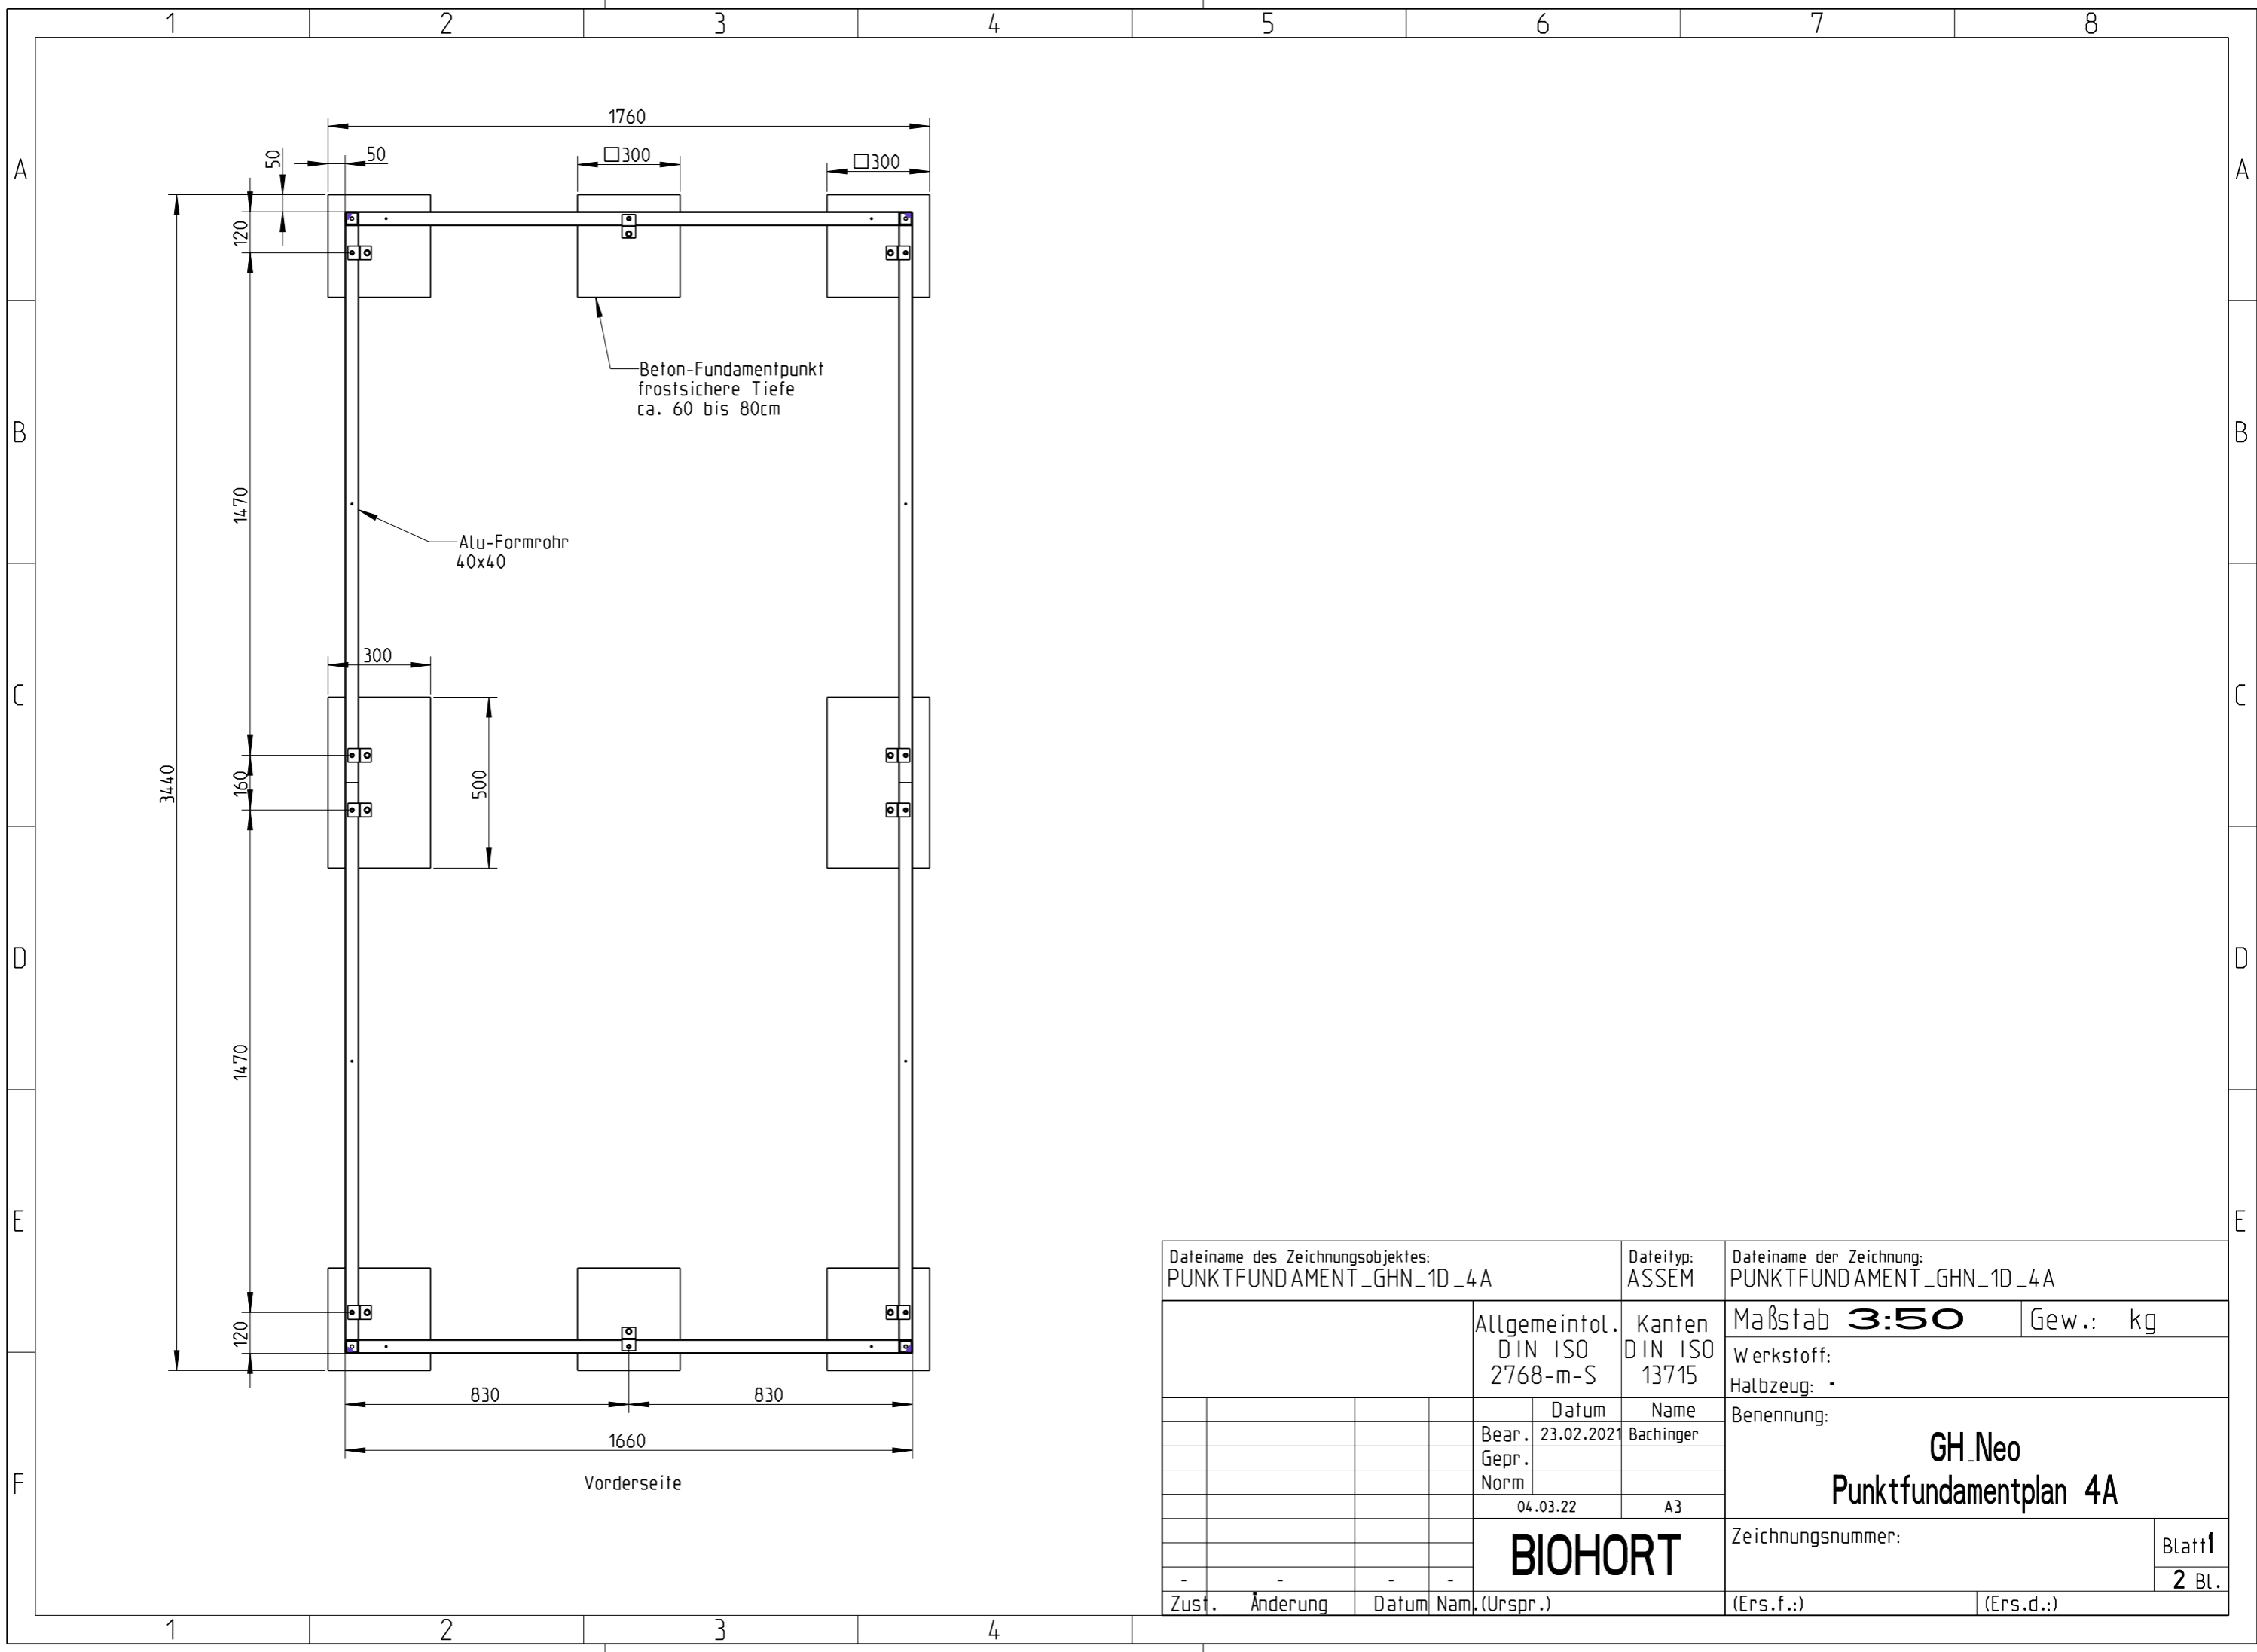 1 2 3 4 5 6 7 8
A A
B B
C C
D D
E E
F
1760
50 50 □300 □300
120
Beton-Fundamentpunkt
frostsichere Tiefe
ca. 60 bis 80cm
1470
Alu-Formrohr
40x40
300
3440
160
500
1470
120
830 830
1660
Vorderseite
Dateiname des Zeichnungsobjektes:
PUNKTFUNDAMENT_GHN_1D_4A
Dateityp:
ASSEM
Dateiname der Zeichnung:
PUNKTFUNDAMENT_GHN_1D_4A
Allgemeintol.
DIN ISO
2768-m-S
Kanten
DIN ISO
13715
Maßstab 3:50
Gew.: kg
Werkstoff:
Halbzeug: -
Datum Name
Bear. 23.02.2021 Bachinger
Gepr.
Norm
04.03.22 A3
Benennung:
GH_Neo
Punktfundamentplan 4A
BIOHORT
Zeichnungsnummer:
Blatt1
2 Bl.
- - - -
Zust. Änderung Datum Nam. (Urspr.) (Ers.f.:) (Ers.d.:)
1 2 3 4